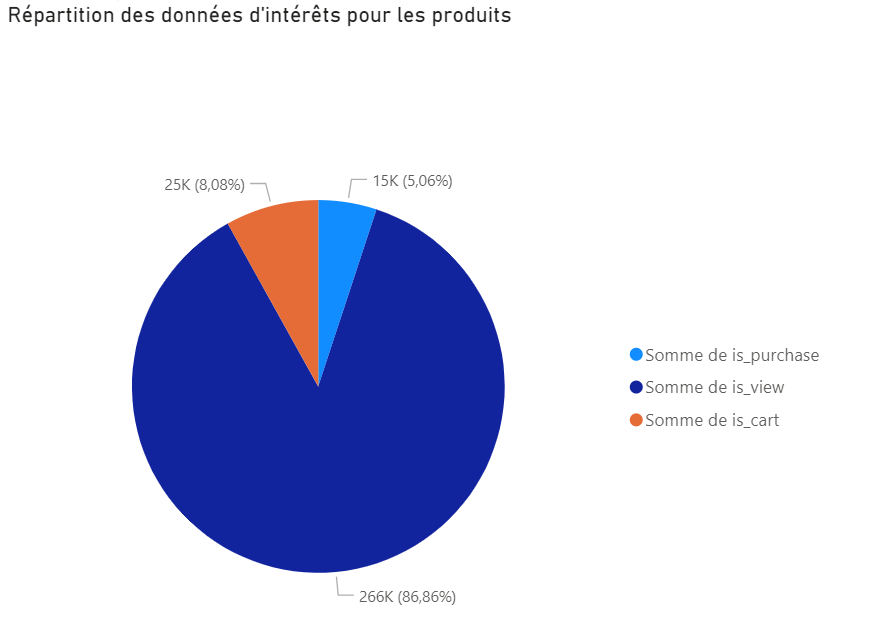 Répartition des données d'intérêts pour les produits
25K (8,08%)
15K (5,06%)
Somme de is_purchase
Somme de is_view
Somme de is_cart
266K (86,86%)